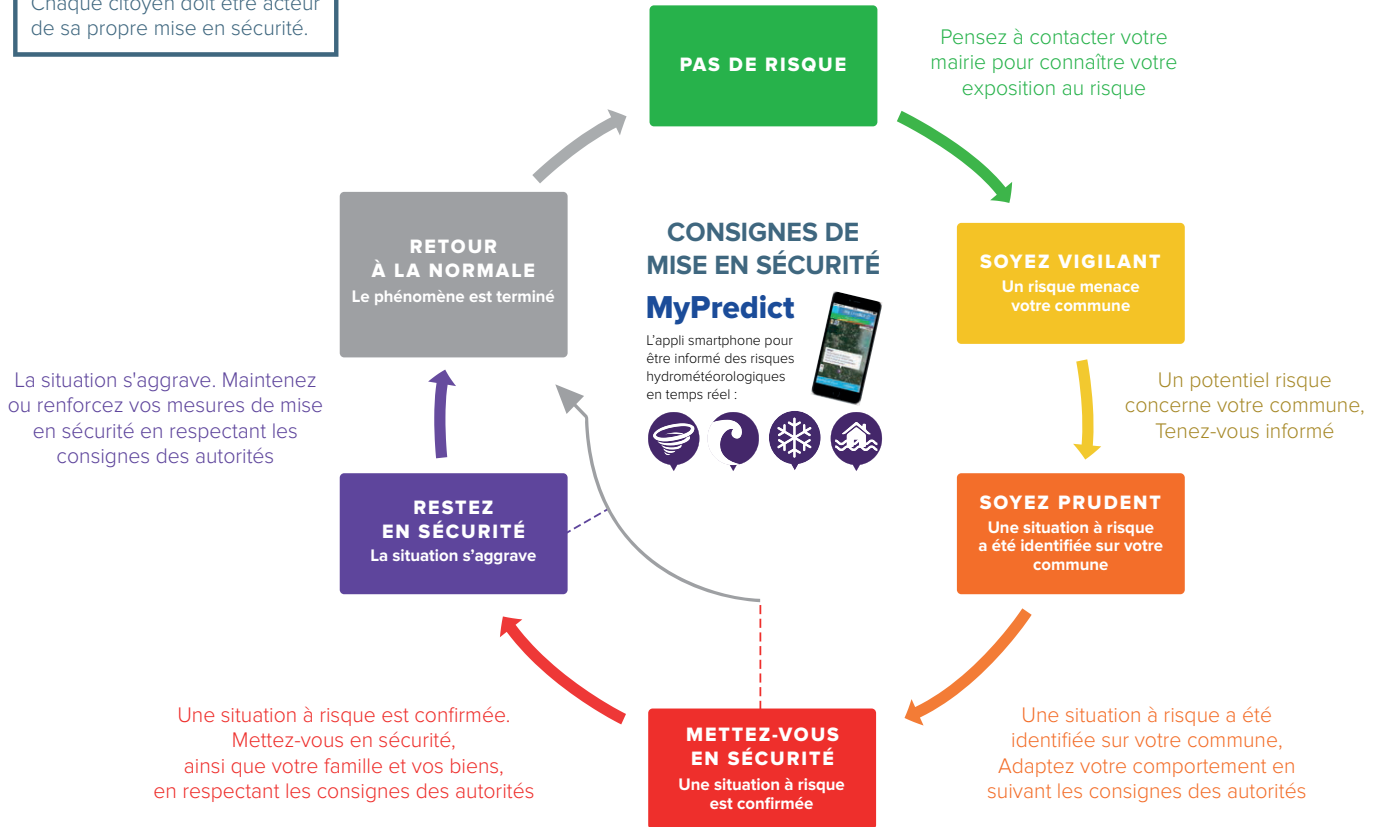 Chaque citoyen doit être acteur
de sa propre mise en sécurité.
PAS DE RISQUE
Pensez à contacter votre
mairie pour connaître votre
exposition au risque
SOYEZ VIGILANT
Un risque menace
votre commune
Un potentiel risque
concerne votre commune,
Tenez-vous informé
SOYEZ PRUDENT
Une situation à risque
a été identifiée sur votre
commune
Une situation à risque a été
identifiée sur votre commune,
Adaptez votre comportement en
suivant les consignes des autorités
METTEZ-VOUS
EN SÉCURITÉ
Une situation à risque
est confirmée
Une situation à risque est confirmée.
Mettez-vous en sécurité,
ainsi que votre famille et vos biens,
en respectant les consignes des autorités
RESTEZ
EN SÉCURITÉ
La situation s’aggrave
La situation s'aggrave. Maintenez
ou renforcez vos mesures de mise
en sécurité en respectant les
consignes des autorités
RETOUR
À LA NORMALE
Le phénomène est terminé
CONSIGNES DE
MISE EN SÉCURITÉ
MyPredict
L’appli smartphone pour
être informé des risques
hydrométéorologiques
en temps réel :